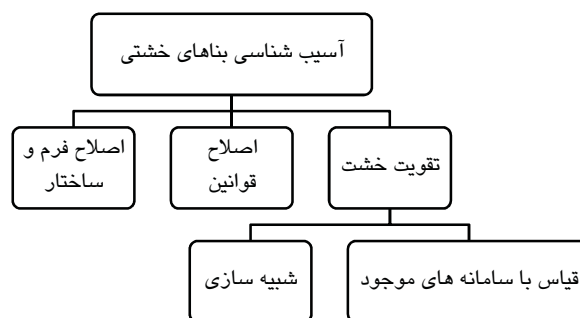 آسیب شناسی بناهای خشتی
تقویت خشت
اصلاح
قوانین
اصلاح فرم و
ساختار
قیاس با سامانه های موجود
شبیه سازی